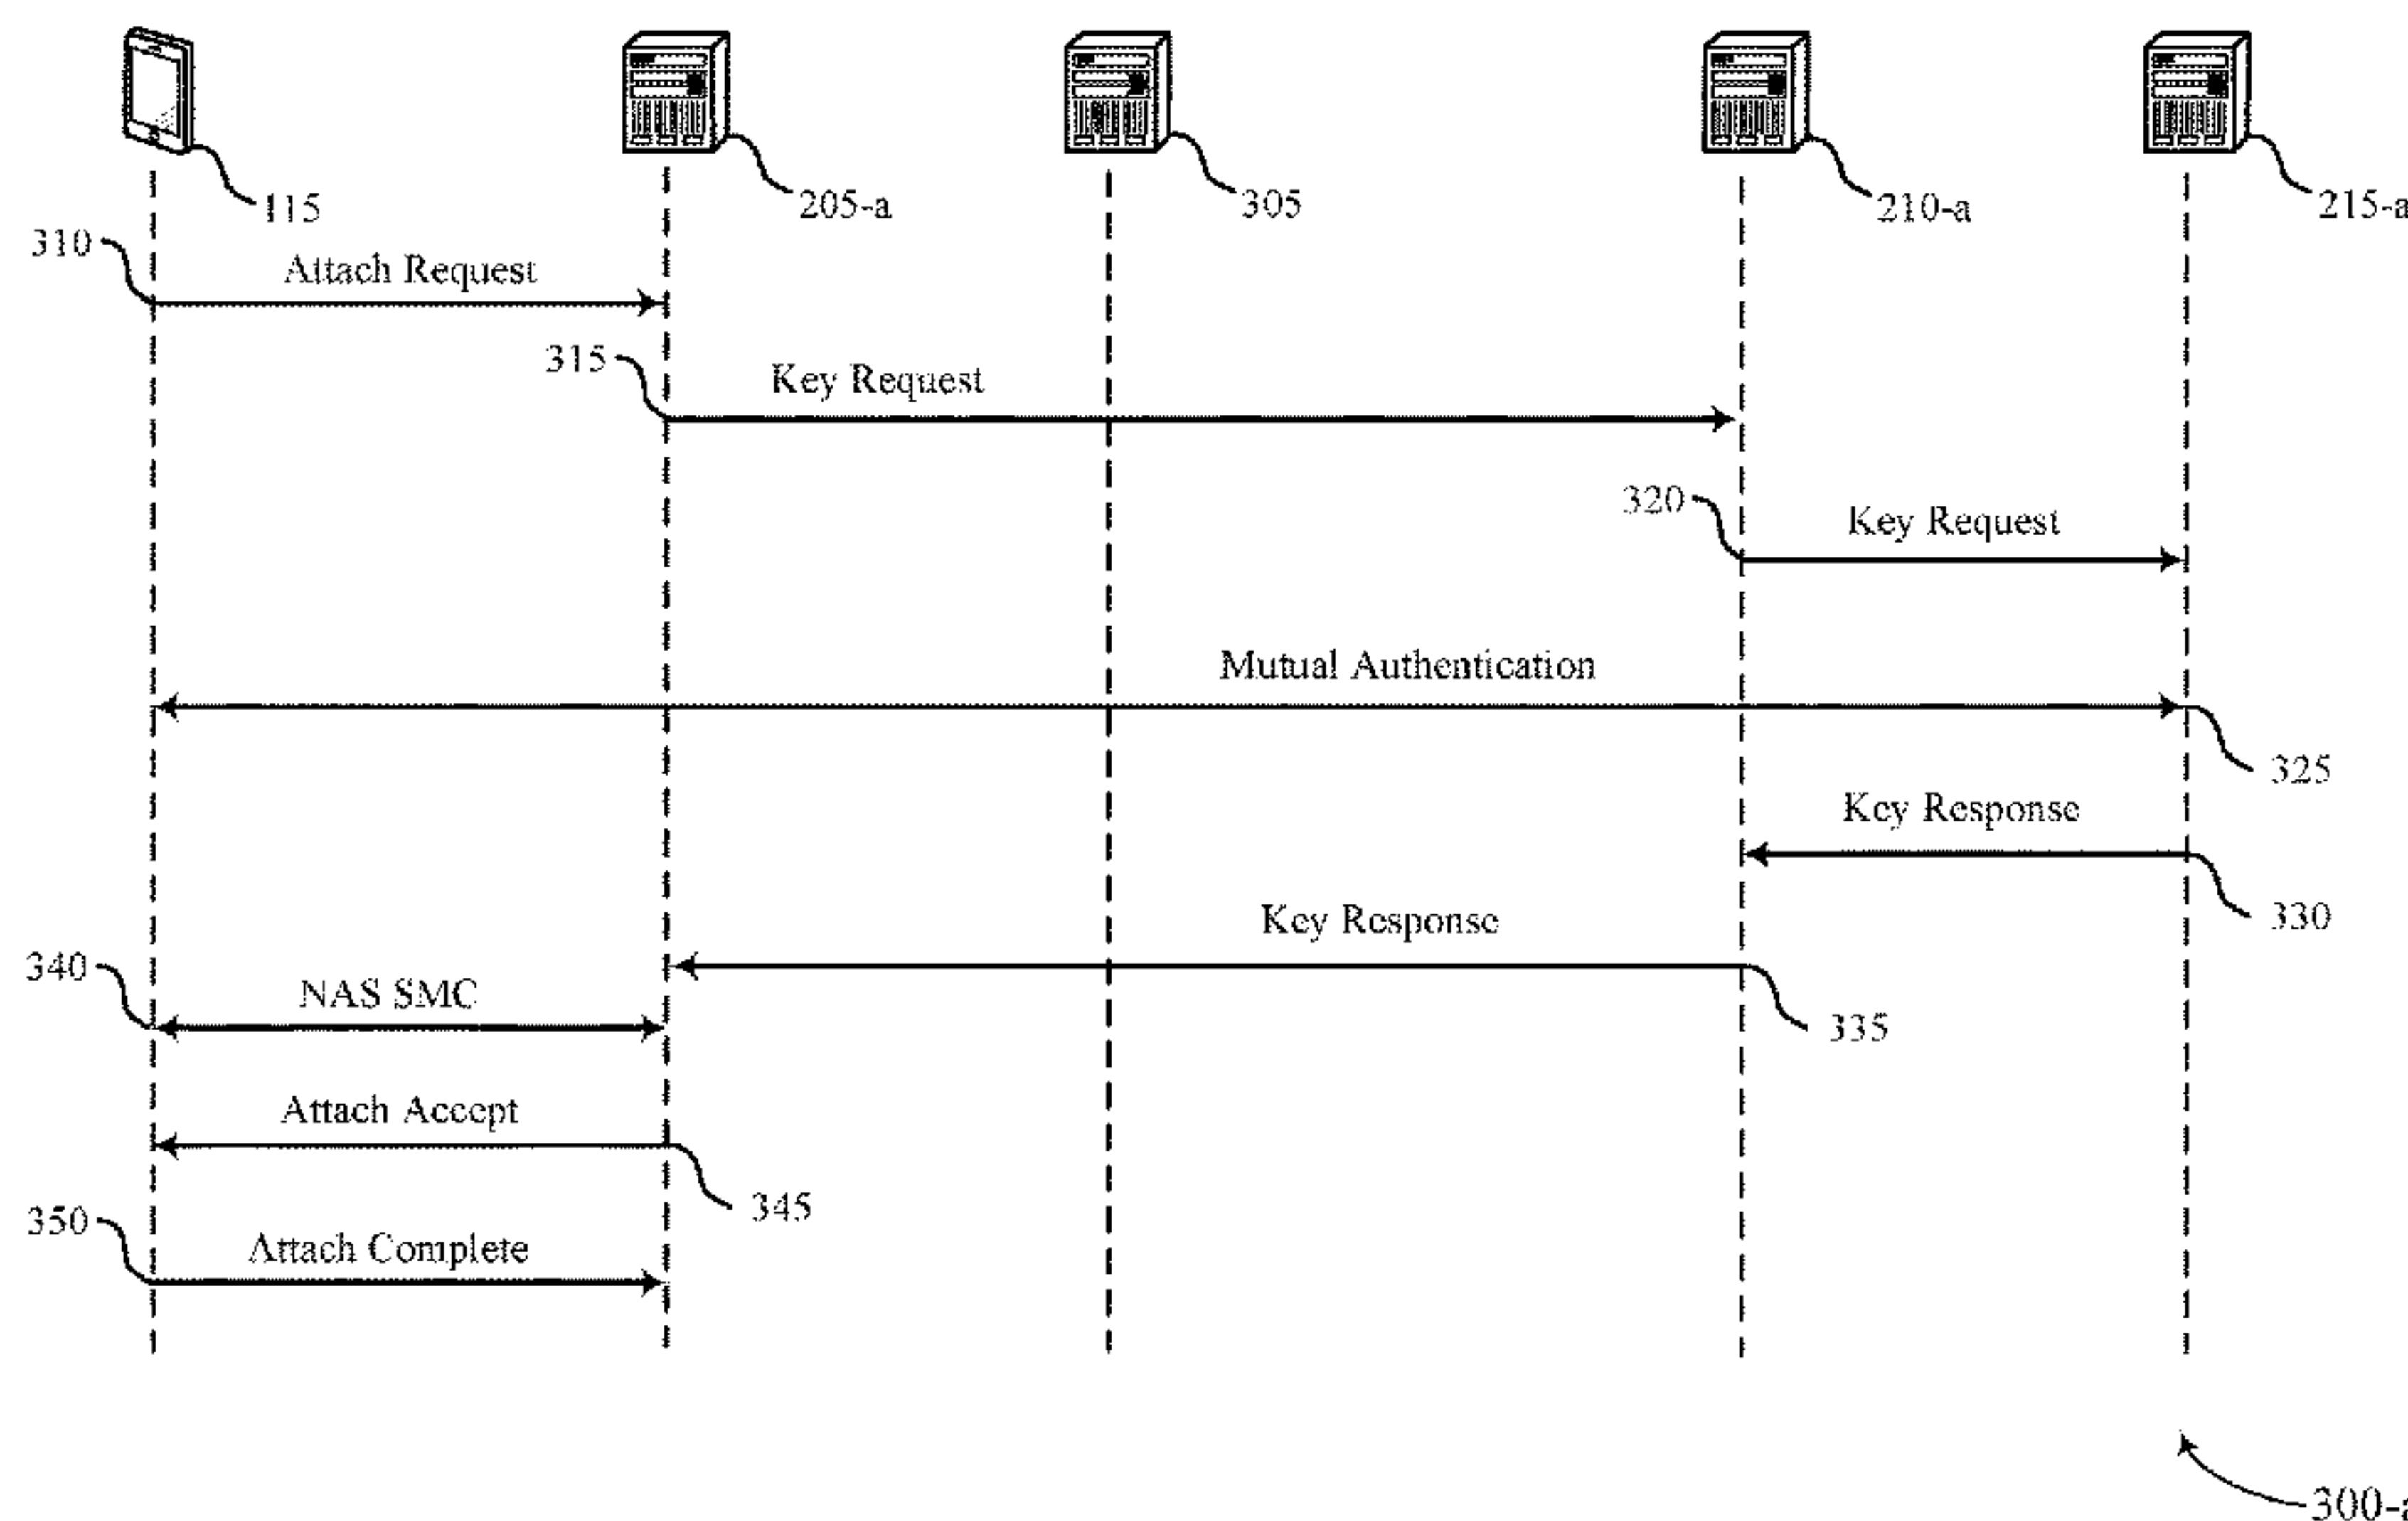 115
205-a
305
210-a
215-a
310
Attach Request
315
Key Request
320
Key Request
Mutual Authentication
325
Key Response
330
Key Response
335
340
NAS SMC
Attach Accept
345
350
Attach Complete
300-a